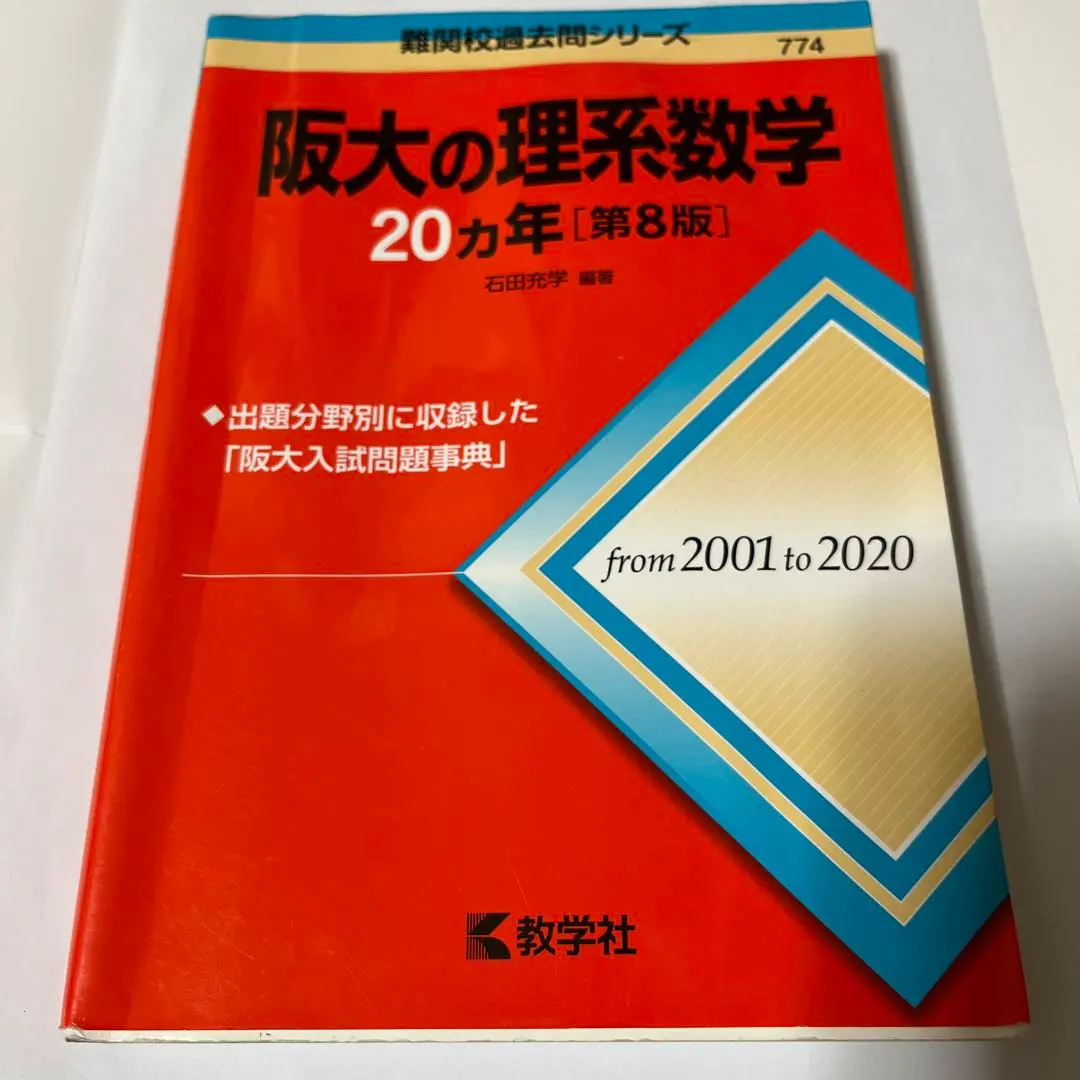 難関校過去問シリーズ
774
阪大の理系数学
20カ年[第8版]
石田充学 編著
◆出題分野別に収録した
「阪大入試問題事典」
from 2001 to 2020
教学社